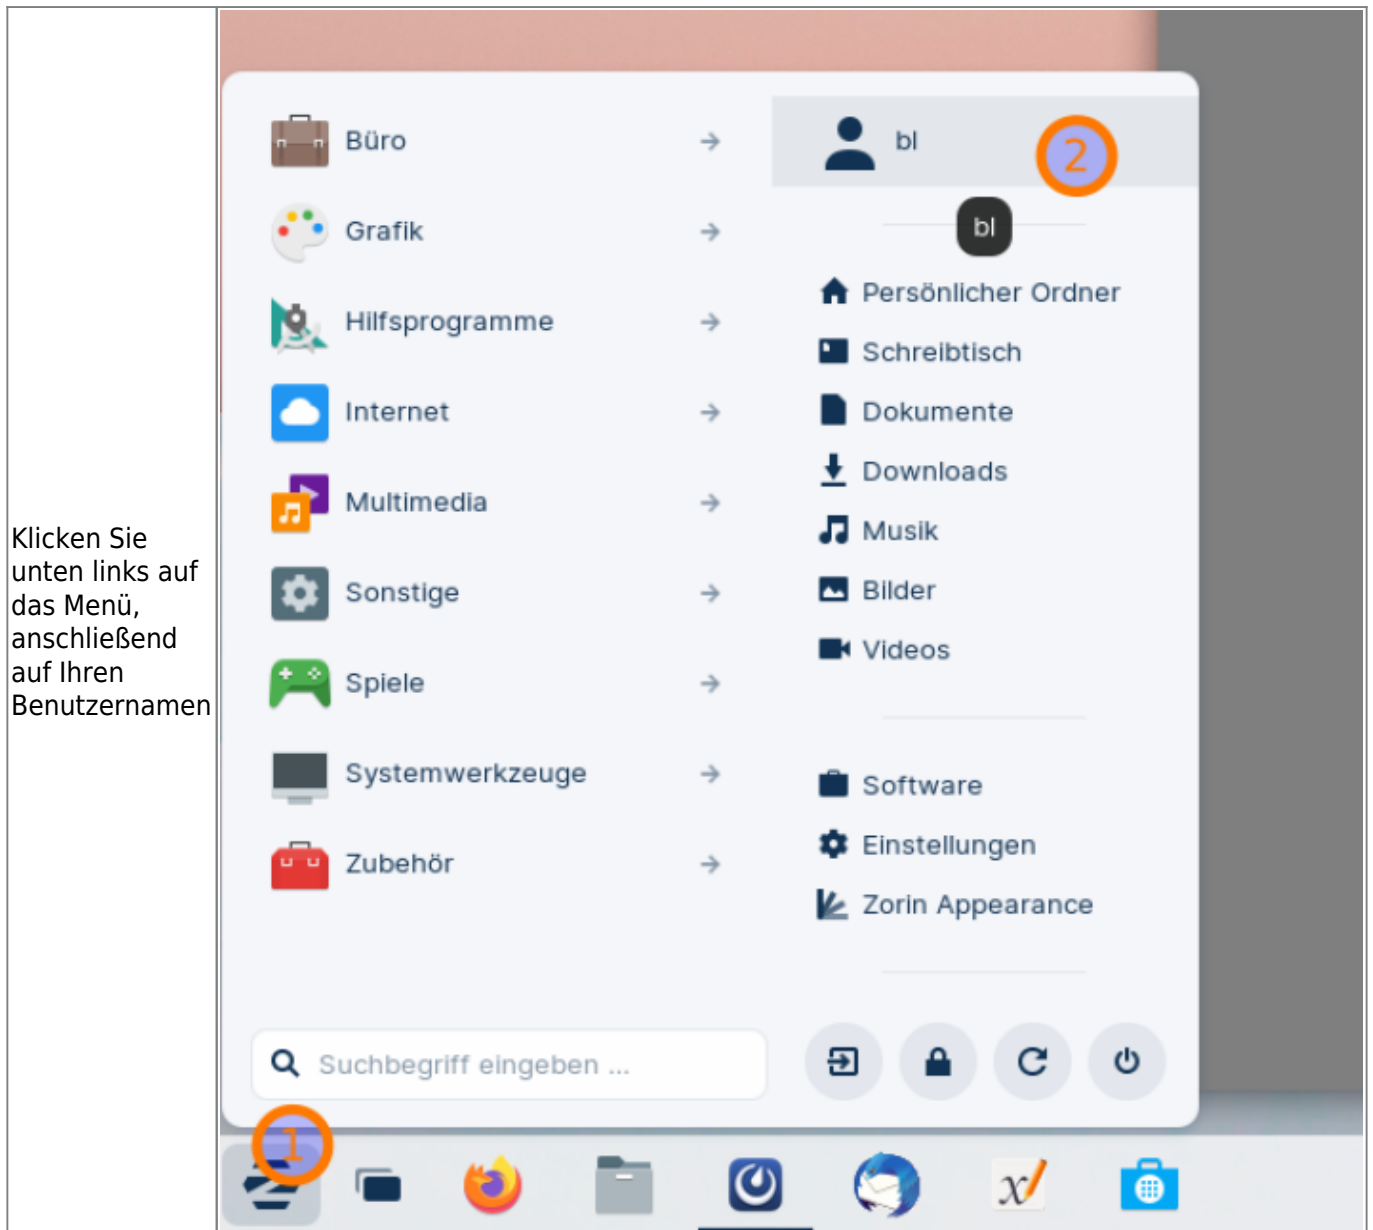 Klicken Sie
unten links auf
das Menü,
anschließend
auf Ihren
Benutzernamen
Büro
Grafik
Hilfsprogramme
Internet
Multimedia
Sonstige
Spiele
Systemwerkzeuge
Zubehör
Suchbegriff eingeben ...
bl
2
bl
Persönlicher Ordner
Schreibtisch
Dokumente
Downloads
Musik
Bilder
Videos
Software
Einstellungen
Zorin Appearance
1